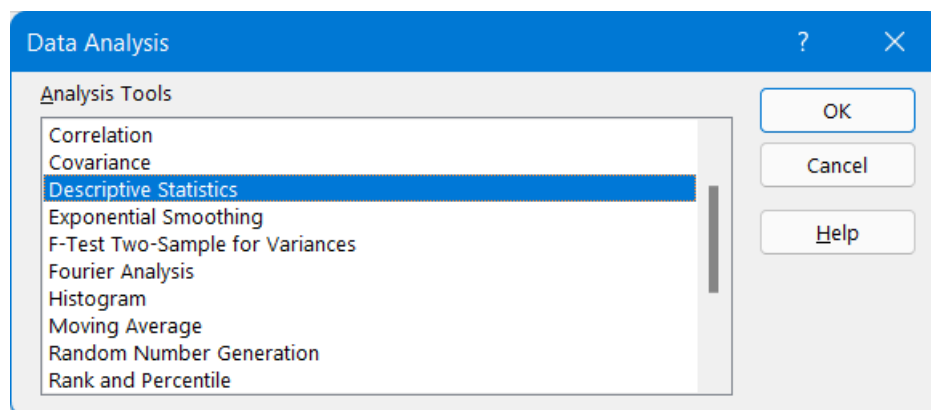 Data Analysis ?
Analysis Tools
Correlation
Covariance
Descriptive Statistics
Exponential Smoothing
F-Test Two-Sample for Variances
Fourier Analysis
Histogram
Moving Average
Random Number Generation
Rank and Percentile
OK
Cancel
Help